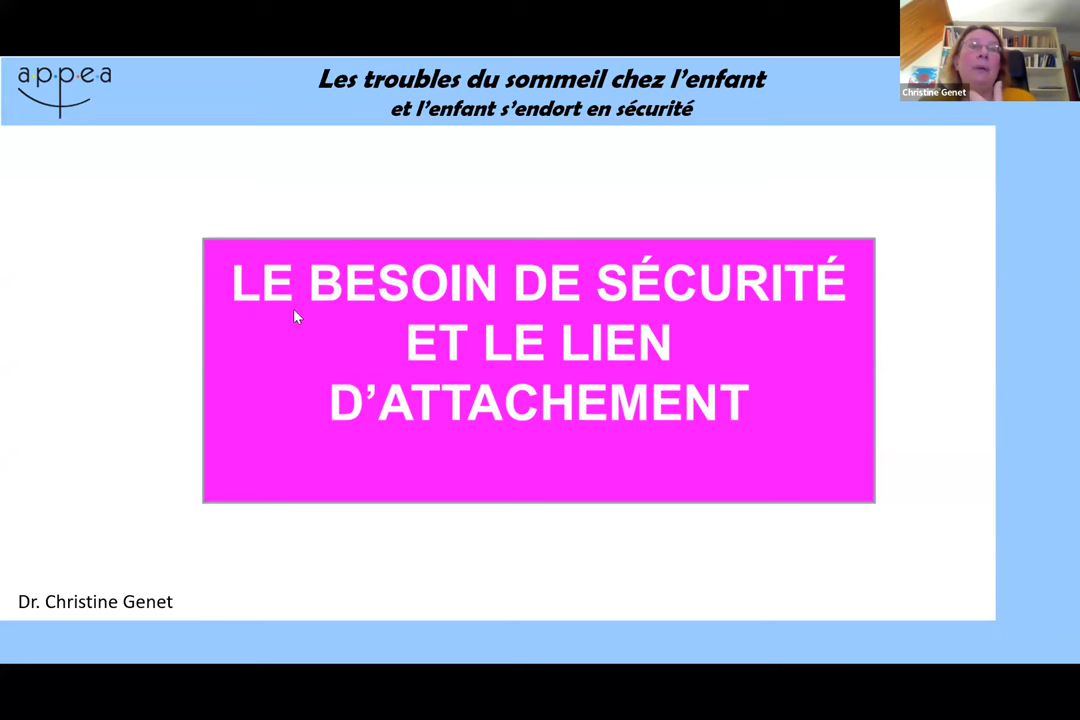 appea
Les troubles du sommeil chez l'enfant
et l'enfant s'endort en sécurité
Christine Genet
LE BESOIN DE SÉCURITÉ
ET LE LIEN
D’ATTACHEMENT
Dr. Christine Genet